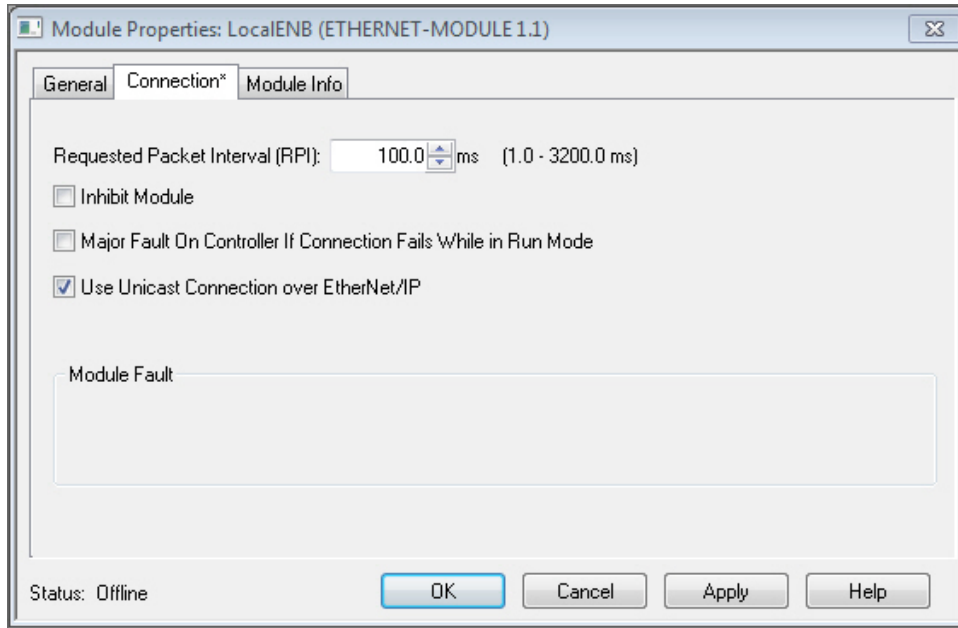 Module Properties: LocalENB (ETHERNET-MODULE 1.1)
General Connection* Module Info
Requested Packet Interval (RPI): 100.0 ms (1.0 - 3200.0 ms)
Inhibit Module
Major Fault On Controller If Connection Fails While in Run Mode
Use Unicast Connection over EtherNet/IP
Module Fault
Status: Offline OK Cancel Apply Help